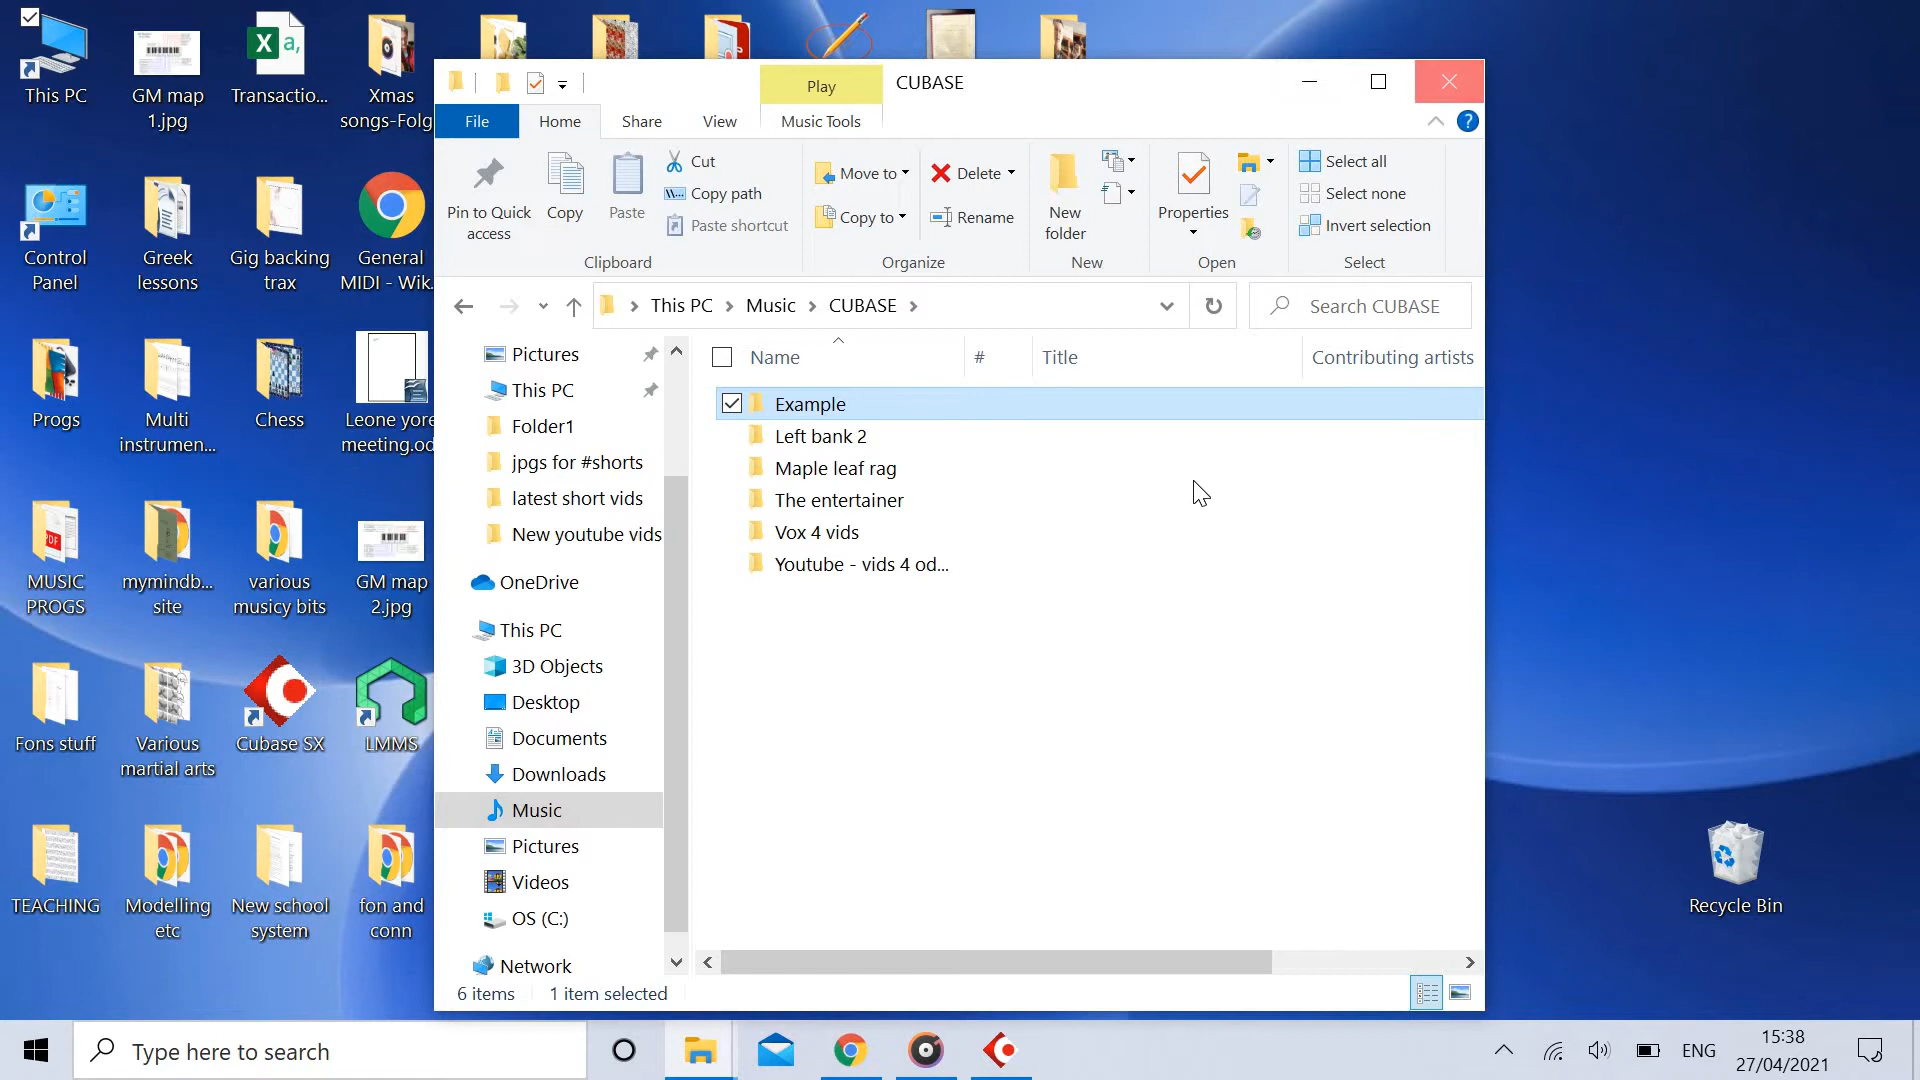 This PC
GM map
1.jpg
Transactio...
Xmas
songs-Folg
Control
Panel
Greek
lessons
Gig backing
trax
General
MIDI - Wik...
Progs
Multi
instrumen...
Chess
Leone yore
meeting.od
MUSIC
PROGS
mymindb...
site
various
musicy bits
GM map
2.jpg
Fons stuff
Various
martial arts
Cubase SX
LMMS
TEACHING
Modelling
etc
New school
system
fon and
conn
Recycle Bin
Play
CUBASE
File
Home
Share
View
Music Tools
Pin to Quick
access
Copy
Paste
Cut
Copy path
Paste shortcut
Clipboard
Move to
Copy to
Delete
Rename
Organize
New
folder
New
Properties
Open
Select all
Select none
Invert selection
Select
This PC
Music
CUBASE
Search CUBASE
Pictures
This PC
Folder1
jpgs for #shorts
latest short vids
New youtube vids
OneDrive
This PC
3D Objects
Desktop
Documents
Downloads
Music
Pictures
Videos
OS (C:)
Network
Name
#
Title
Contributing artists
Example
Left bank 2
Maple leaf rag
The entertainer
Vox 4 vids
Youtube - vids 4 od...
6 items
1 item selected
Type here to search
ENG
15:38
27/04/2021